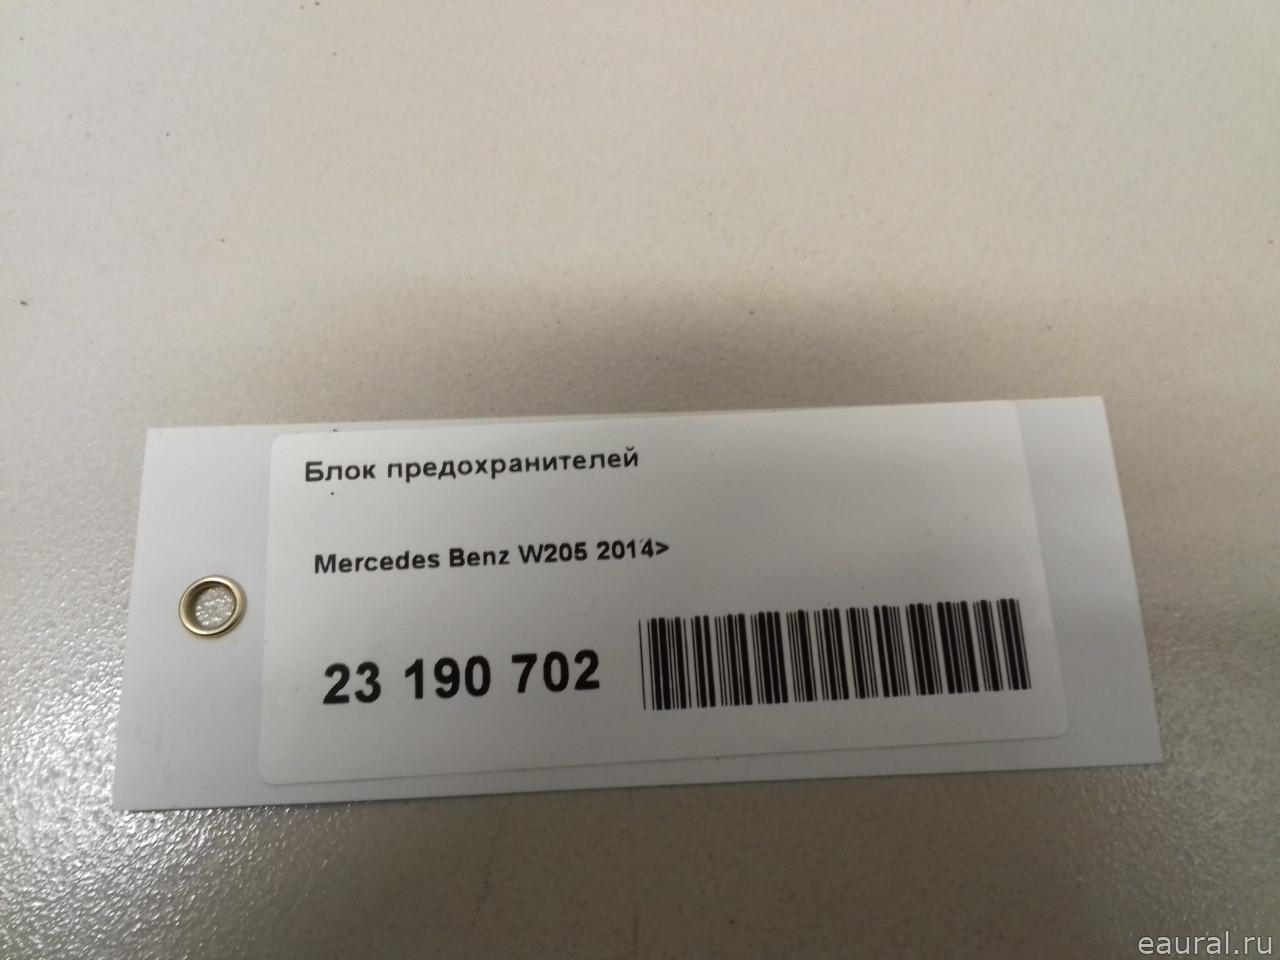 Блок предохранителей
Mercedes Benz W205 2014>
23 190 702
eaural.ru